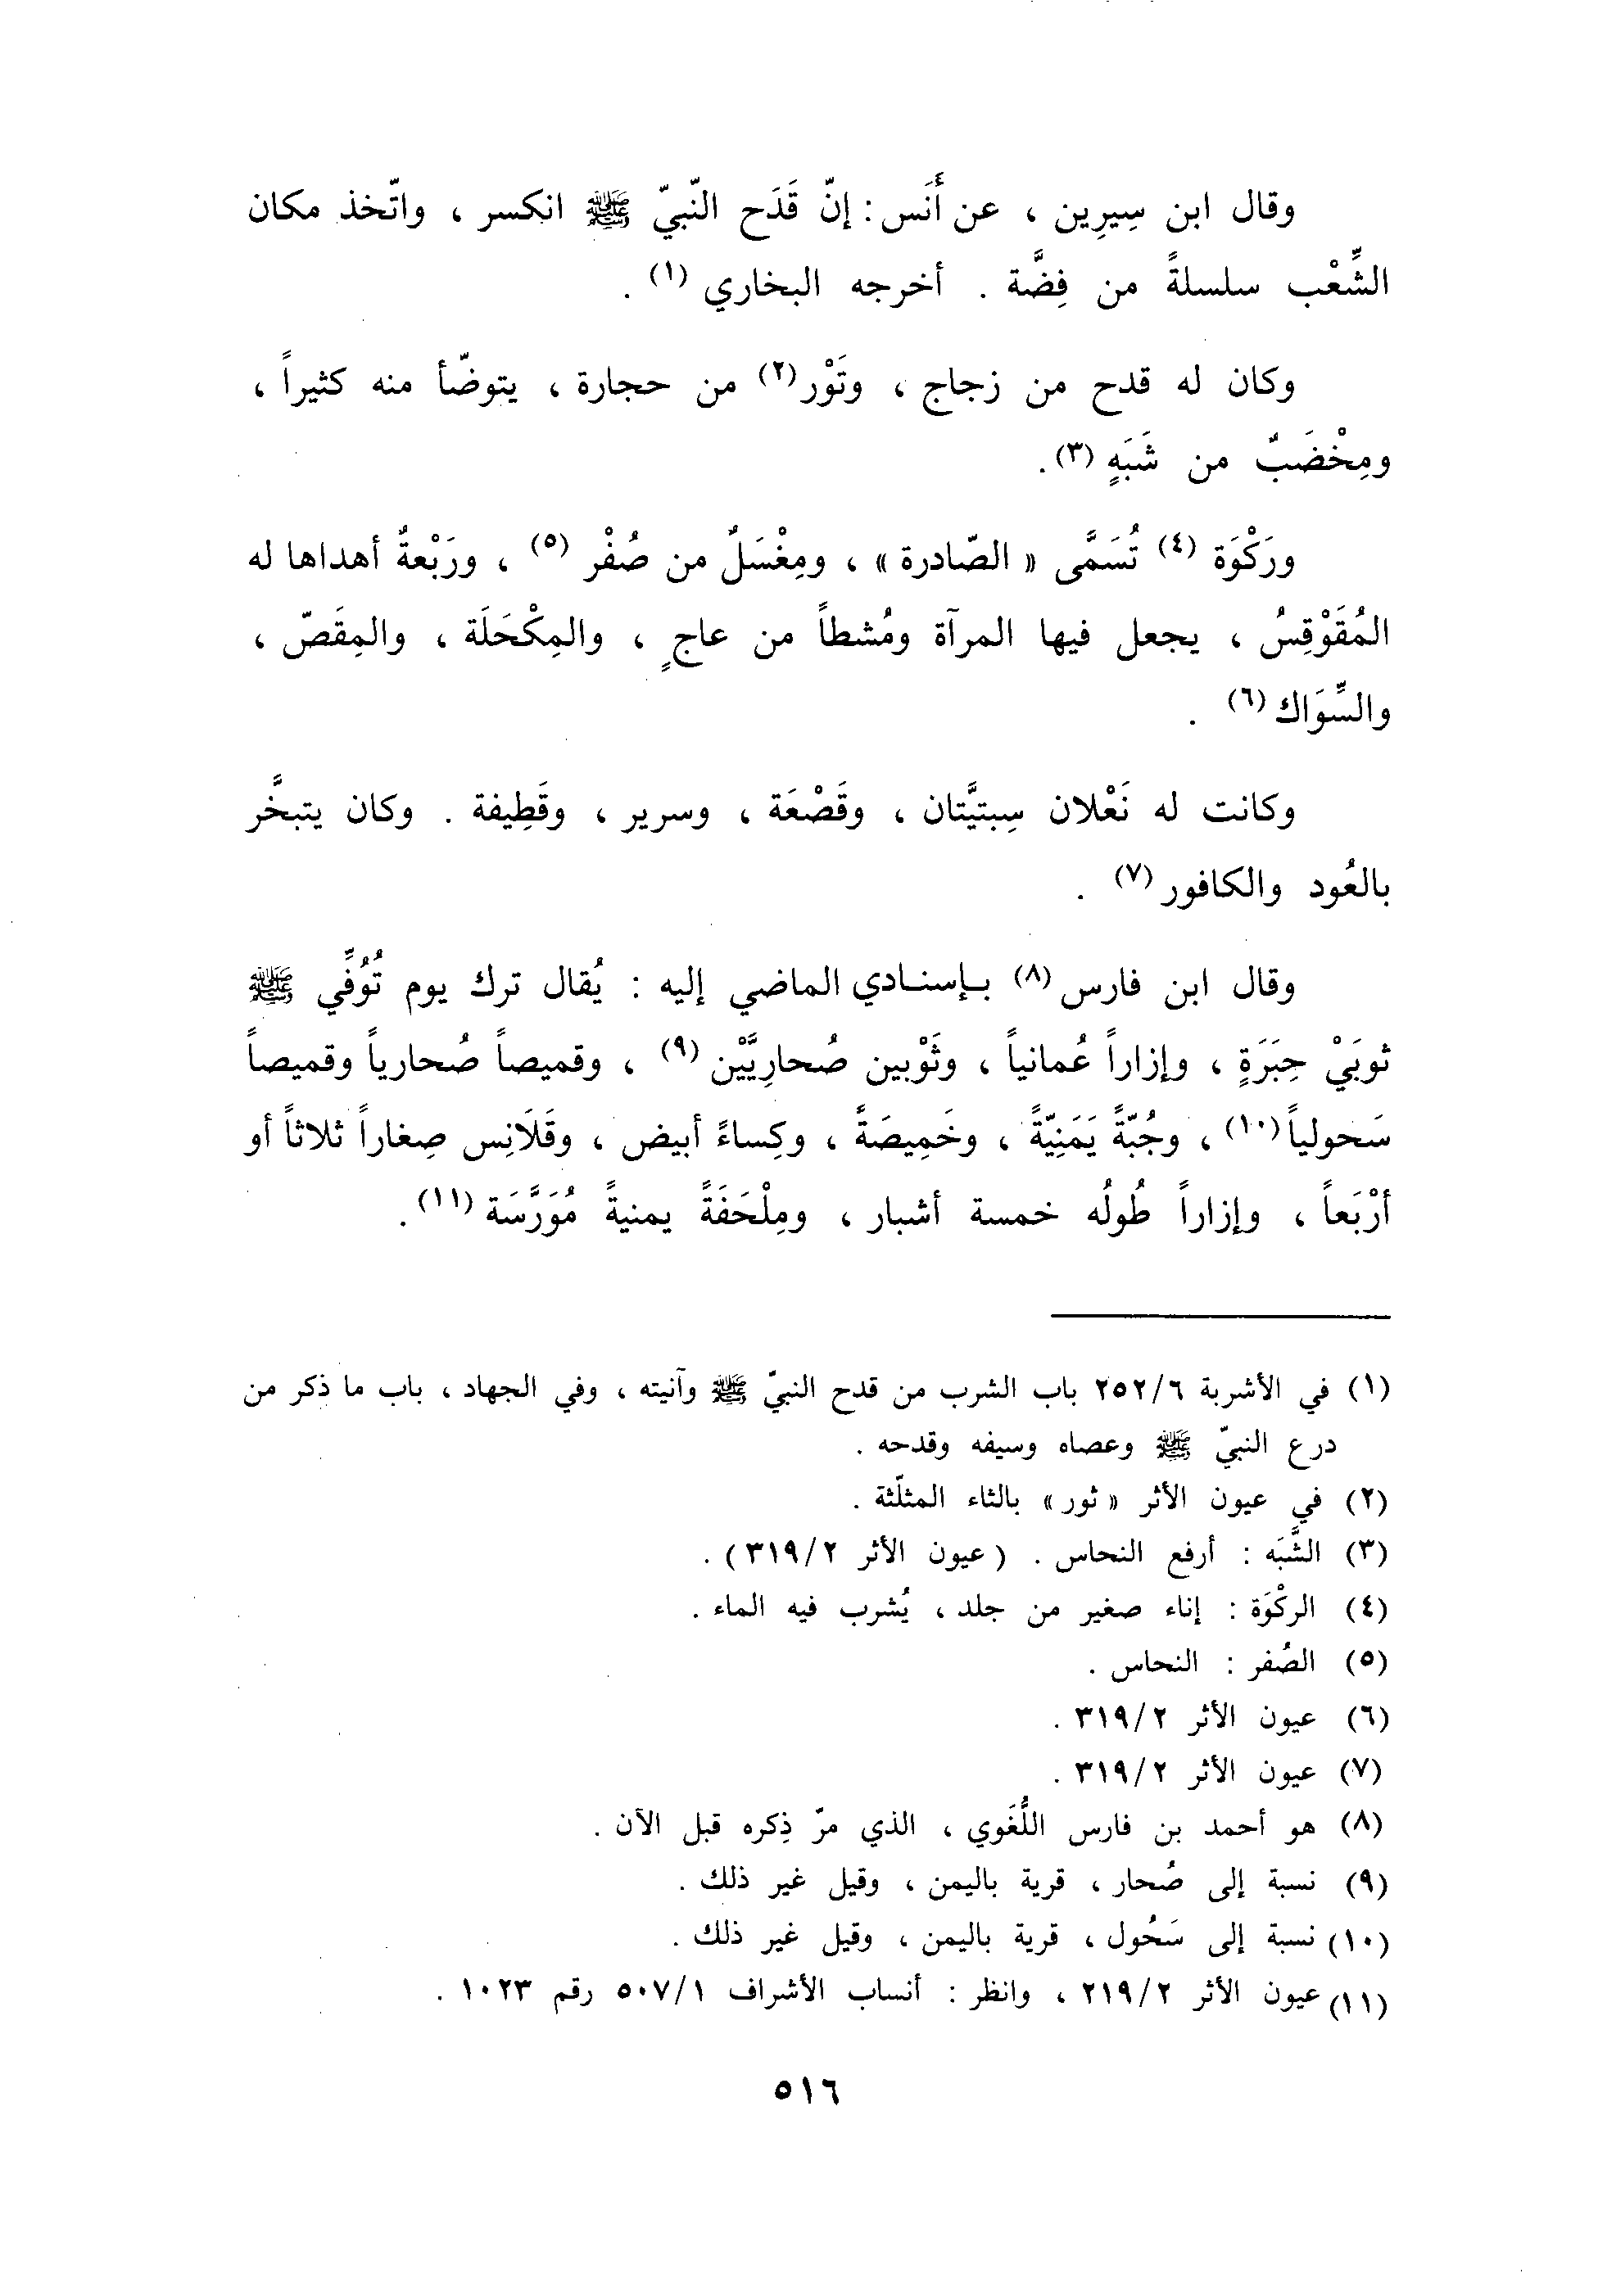 وقال ابن سِيرِين ، عن أَنَس : إنّ قَدَح النّبيّ ﷺ انكسر ، واتّخذ مكان
الشِّعْب سلسلةً من فِضَّة . أخرجه البخاري (١) .
وكان له قدح من زجاج ، وتَوْر (٢) من حجارة ، يتوضّأ منه كثيراً ،
ومِخْضَبٌ من شَبَهٍ (٣) .
ورَكْوَة (٤) تُسَمَّى « الصّادرة » ، ومِغْسَلٌ من صُفْر (٥) ، ورَبْعةٌ أهداها له
المُقَوْقِسُ ، يجعل فيها المرآة ومُشطاً من عاجٍ ، والمِكْحَلَة ، والمِقَصّ ،
والسِّوَاك (٦) .
وكانت له نَعْلان سِبتيَّتان ، وقَصْعَة ، وسرير ، وقَطِيفة . وكان يتبخَّر
بالعُود والكافور (٧) .
وقال ابن فارس (٨) بـإسنـادي الماضي إليه : يُقال ترك يوم تُوُفِّي ﷺ
ثوبَيْ حِبَرَةٍ ، وإزاراً عُمانياً ، وثَوْبين صُحارِيَّيْن (٩) ، وقميصاً صُحارياً وقميصاً
سَحولياً (١٠) ، وجُبّةً يَمَنِيّةً ، وخَمِيصَةً ، وكِساءً أبيض ، وقَلَانِس صِغاراً ثلاثاً أو
أرْبَعاً ، وإزاراً طُولُه خمسة أشبار ، ومِلْحَفَةً يمنيةً مُوَرَّسَة (١١) .
(١) في الأشربة ٢٥٢/٦ باب الشرب من قدح النبيّ ﷺ وآنيته ، وفي الجهاد ، باب ما ذكر من
درع النبيّ ﷺ وعصاه وسيفه وقدحه .
(٢) في عيون الأثر « ثور » بالثاء المثلّثة .
(٣) الشَّبَه : أرفع النحاس . ( عيون الأثر ٣١٩/٢ ) .
(٤) الركْوَة : إناء صغير من جلد ، يُشرب فيه الماء .
(٥) الصُفر : النحاس .
(٦) عيون الأثر ٣١٩/٢ .
(٧) عيون الأثر ٣١٩/٢ .
(٨) هو أحمد بن فارس اللُّغَوي ، الذي مرّ ذِكره قبل الآن .
(٩) نسبة إلى صُحار ، قرية باليمن ، وقيل غير ذلك .
(١٠) نسبة إلى سَحُول ، قرية باليمن ، وقيل غير ذلك .
(١١) عيون الأثر ٢١٩/٢ ، وانظر : أنساب الأشراف ٥٠٧/١ رقم ١٠٢٣ .
٥١٦